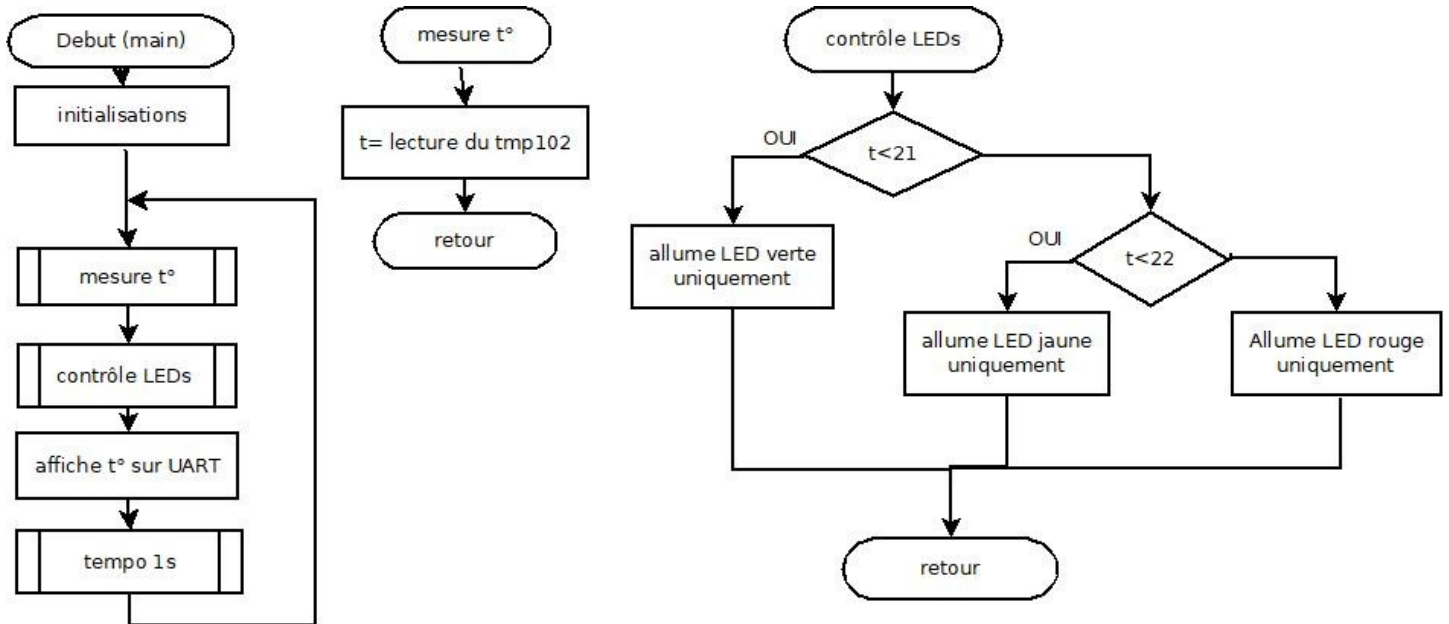 Debut (main)
initialisations
mesure t°
contrôle LEDs
affiche t° sur UART
tempo 1s
mesure t°
t= lecture du tmp102
retour
contrôle LEDs
t<21
OUI
allume LED verte
uniquement
t<22
OUI
allume LED jaune
uniquement
Allume LED rouge
uniquement
retour